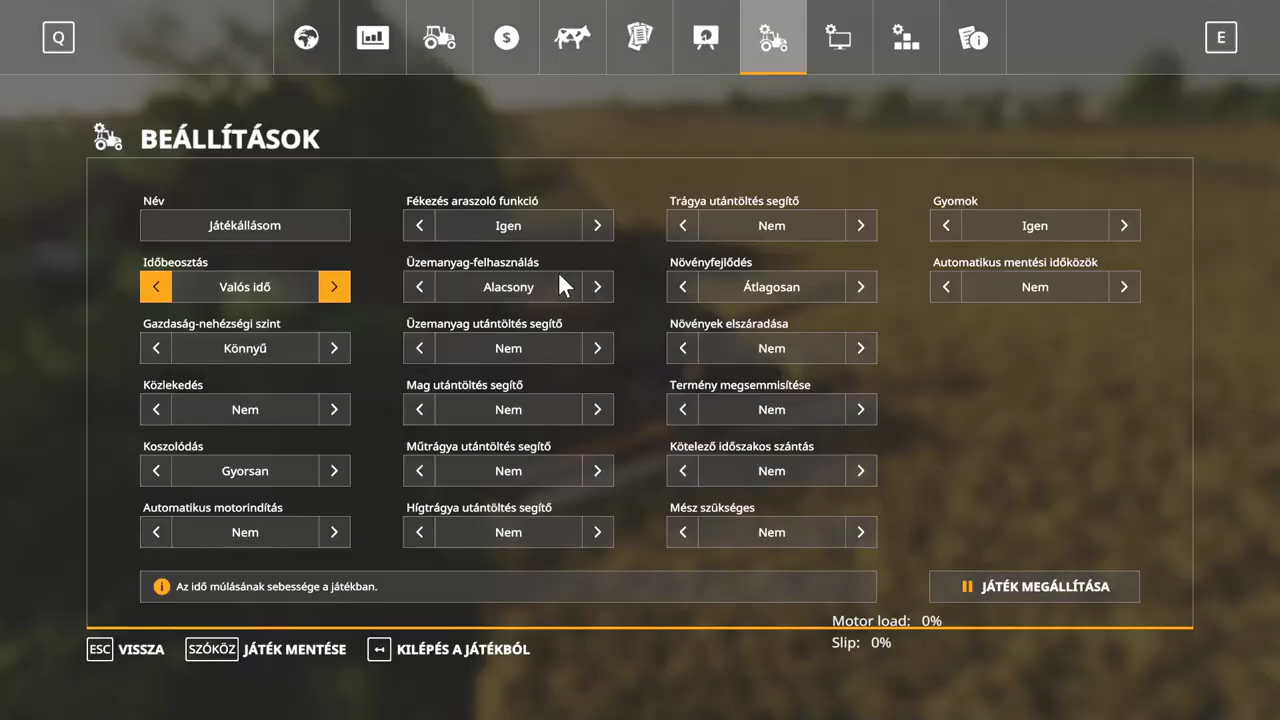 Q
$
E
BEÁLLÍTÁSOK
Név
Játékállásom
Időbeosztás
Valós idő
Gazdaság-nehézségi szint
Könnyű
Közlekedés
Nem
Koszolódás
Gyorsan
Automatikus motorindítás
Nem
Fékezés araszoló funkció
Igen
Üzemanyag-felhasználás
Alacsony
Üzemanyag utántöltés segítő
Nem
Mag utántöltés segítő
Nem
Műtrágya utántöltés segítő
Nem
Hígtrágya utántöltés segítő
Nem
Trágya utántöltés segítő
Nem
Növényfejlődés
Átlagosan
Növények elszáradása
Nem
Termény megsemmisítése
Nem
Kötelező időszakos szántás
Nem
Mész szükséges
Nem
Gyomok
Igen
Automatikus mentési időközök
Nem
Az idő múlásának sebessége a játékban.
JÁTÉK MEGÁLLÍTÁSA
Motor load: 0%
Slip: 0%
ESC VISSZA SZÓKÖZ JÁTÉK MENTÉSE KILÉPÉS A JÁTÉKBÓL